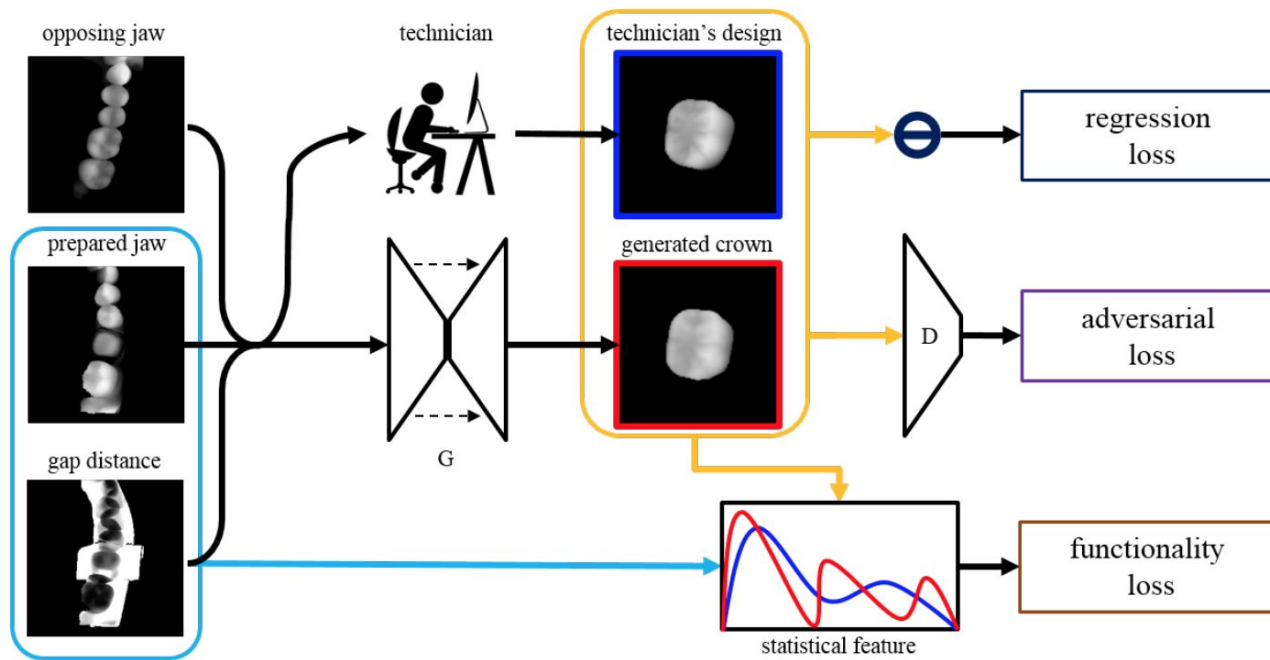 opposing jaw
technician
technician's design
regression
loss
prepared jaw
generated crown
G
D
adversarial
loss
gap distance
functionality
loss
statistical feature